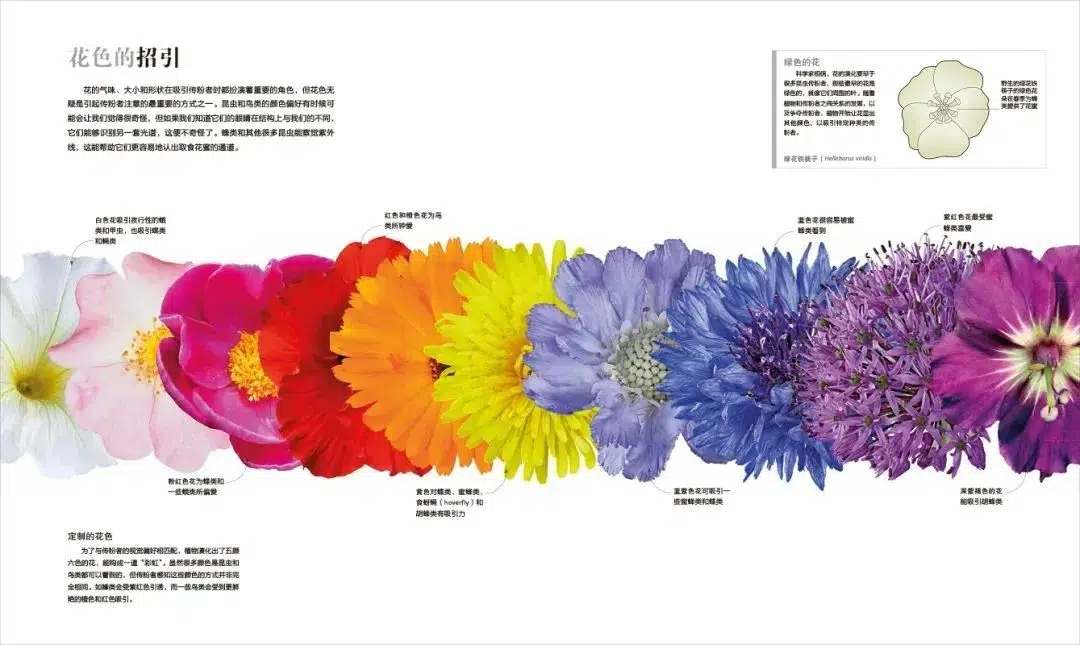 花色的招引
花的气味、大小和形状在吸引传粉者时都扮演着重要的角色，但花色无
疑是引起传粉者注意的最重要的方式之一。昆虫和鸟类的颜色偏好有时候可
能会让我们觉得很奇怪，但如果我们知道它们的眼睛在结构上与我们的不同，
它们能够识别另一套光谱，这便不奇怪了。蜂类和其他很多昆虫能察觉紫外
线，这能帮助它们更容易地认出取食花蜜的通道。
绿色的花
科学家相信，花的演化要早于
很多昆虫传粉者，那些最早的花是
绿色的，就像它们周围的叶。随着
植物和传粉者之间关系的发展，以
及争夺传粉者，植物开始让花显出
其他颜色，以吸引特定种类的传
粉者。
绿花铁筷子（Helleborus viridis）
野生的绿花铁
筷子的绿色花
朵在春季为蜂
类提供了花蜜
白色花吸引夜行性的蛾
类和甲虫，也吸引蝶类
和蝇类
红色和橙色花为鸟
类所钟爱
蓝色花很容易被蜜
蜂类看到
紫红色花最受蜜
蜂类喜爱
粉红色花为蝶类和
一些蛾类所偏爱
黄色对蝶类、蜜蜂类、
食蚜蝇（hoverfly）和
胡蜂类有吸引力
蓝紫色花可吸引一
些蜜蜂类和蝶类
深紫褐色的花
能吸引胡蜂类
定制的花色
为了与传粉者的视觉偏好相匹配，植物演化出了五颜
六色的花，能构成一道“彩虹”。虽然很多颜色是昆虫和
鸟类都可以看到的，但传粉者感知这些颜色的方式并非完
全相同。如蜂类会受紫红色引诱，而一些鸟类会受到更鲜
艳的橙色和红色吸引。